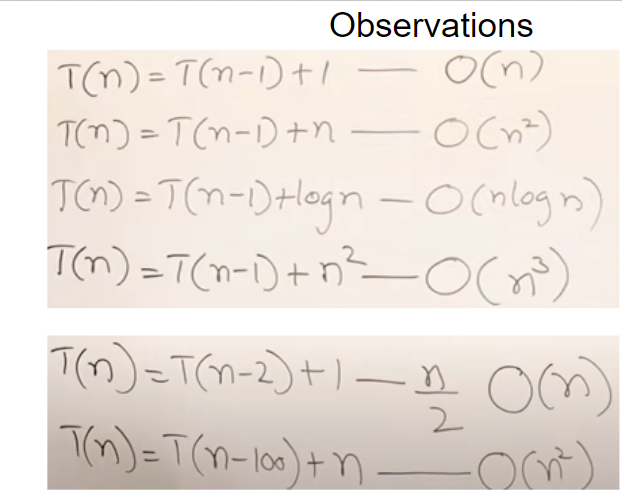 Observations
T(n) = T(n-1) + 1 — O(n)
T(n) = T(n-1) + n — O(n²)
T(n) = T(n-1) + log n — O(n log n)
T(n) = T(n-1) + n² — O(n³)
T(n) = T(n-2) + 1 — n/2 O(n)
T(n) = T(n-100) + n — O(n²)